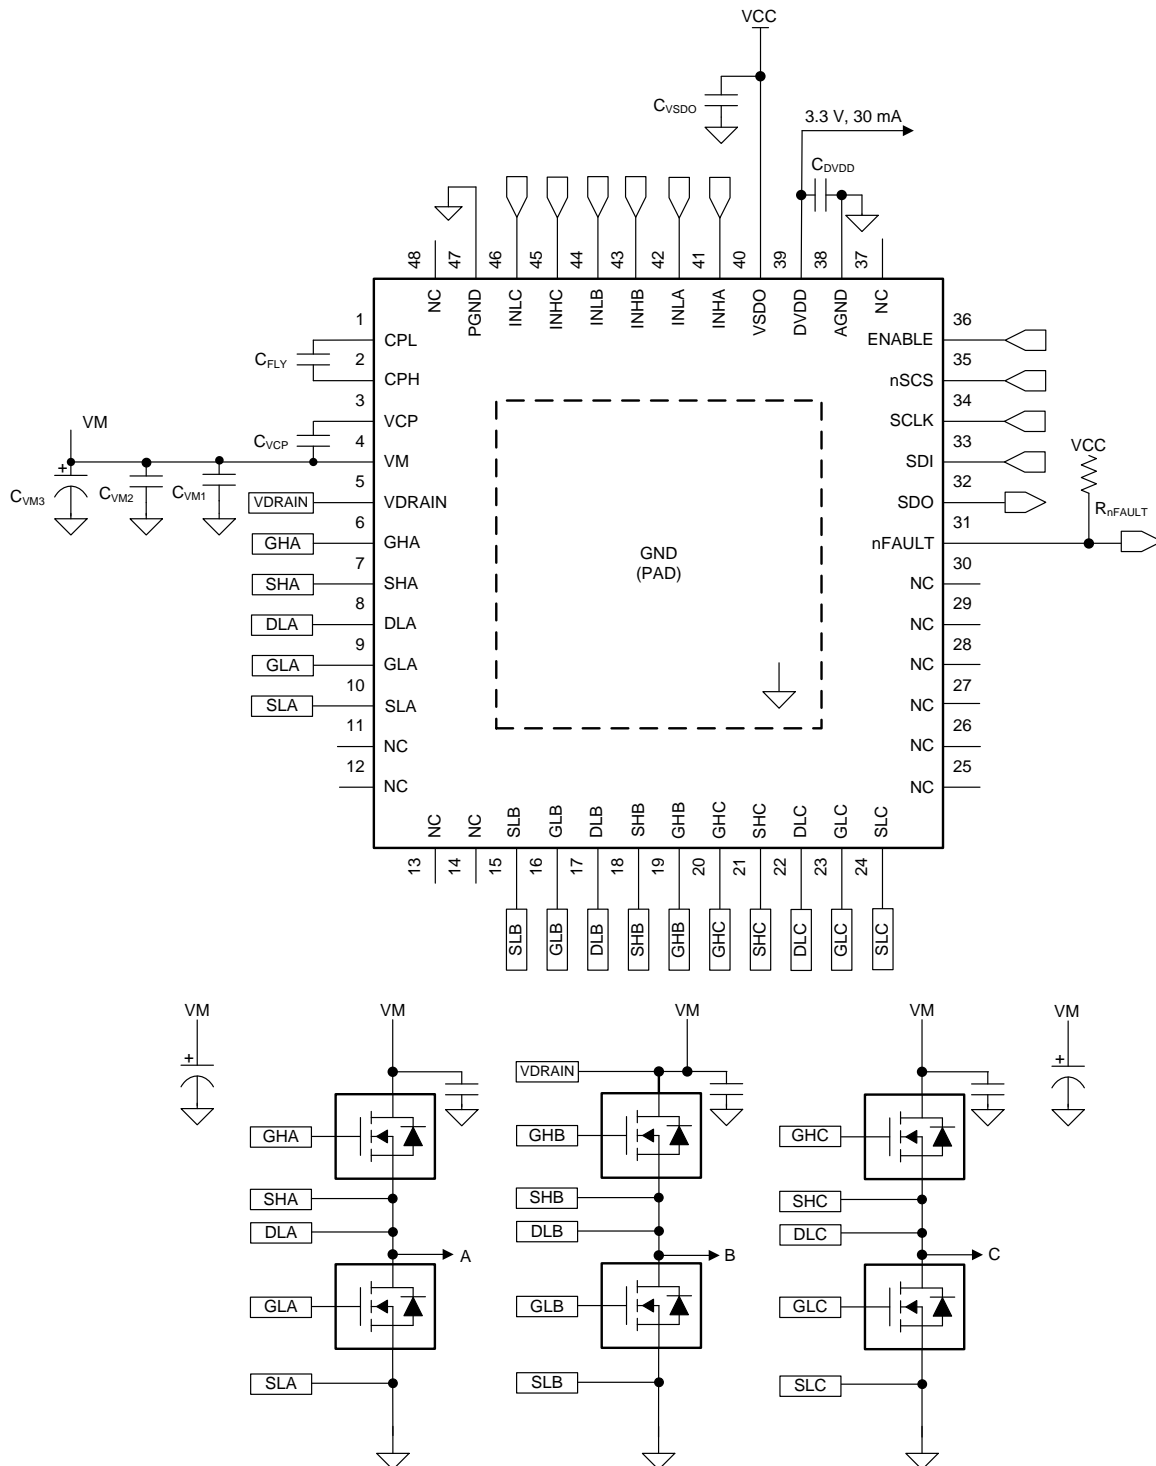 VCC
CVSDO
3.3 V, 30 mA
CDVDD
48 47 46 45 44 43 42 41 40 39 38 37
NC PGND INLC INHC INLB INHB INLA INHA VSDO DVDD AGND NC
1 CPL
CFLY
2 CPH
3 VCP
CVCP
VM
4 VM
CVM3 CVM2 CVM1
5 VDRAIN VDRAIN
6 GHA GHA
7 SHA SHA
8 DLA DLA
9 GLA GLA
10 SLA SLA
11 NC
12 NC
GND
(PAD)
36 ENABLE
35 nSCS
34 SCLK
33 SDI
32 SDO
VCC
RnFAULT
31 nFAULT
30 NC
29 NC
28 NC
27 NC
26 NC
25 NC
NC NC SLB GLB DLB SHB GHB GHC SHC DLC GLC SLC
13 14 15 16 17 18 19 20 21 22 23 24
SLB GLB DLB SHB GHB GHC SHC DLC GLC SLC
VM VM VM VM VM
+ VDRAIN +
GHA GHB GHC
SHA SHB SHC
DLA DLB DLC
A B C
GLA GLB GLC
SLA SLB SLC